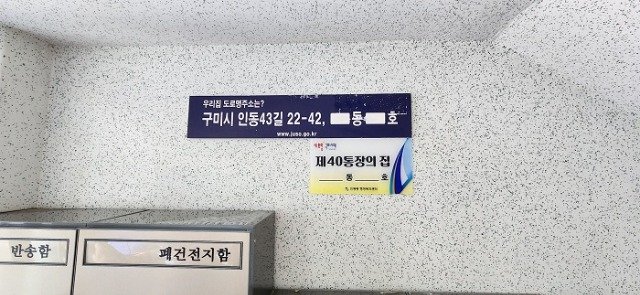 우리집 도로명주소는?
구미시 인동43길 22-42, 동 호
www.juso.go.kr
제40통장의 집
동 호
반송함
폐건전지함